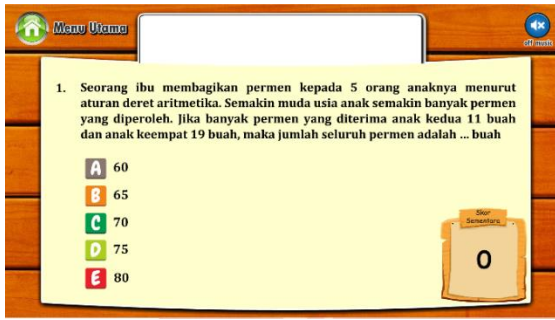 Menu Utama
off music
1. Seorang ibu membagikan permen kepada 5 orang anaknya menurut
aturan deret aritmetika. Semakin muda usia anak semakin banyak permen
yang diperoleh. Jika banyak permen yang diterima anak kedua 11 buah
dan anak keempat 19 buah, maka jumlah seluruh permen adalah ... buah
A 60
B 65
C 70
D 75
E 80
Skor
Sementara
0